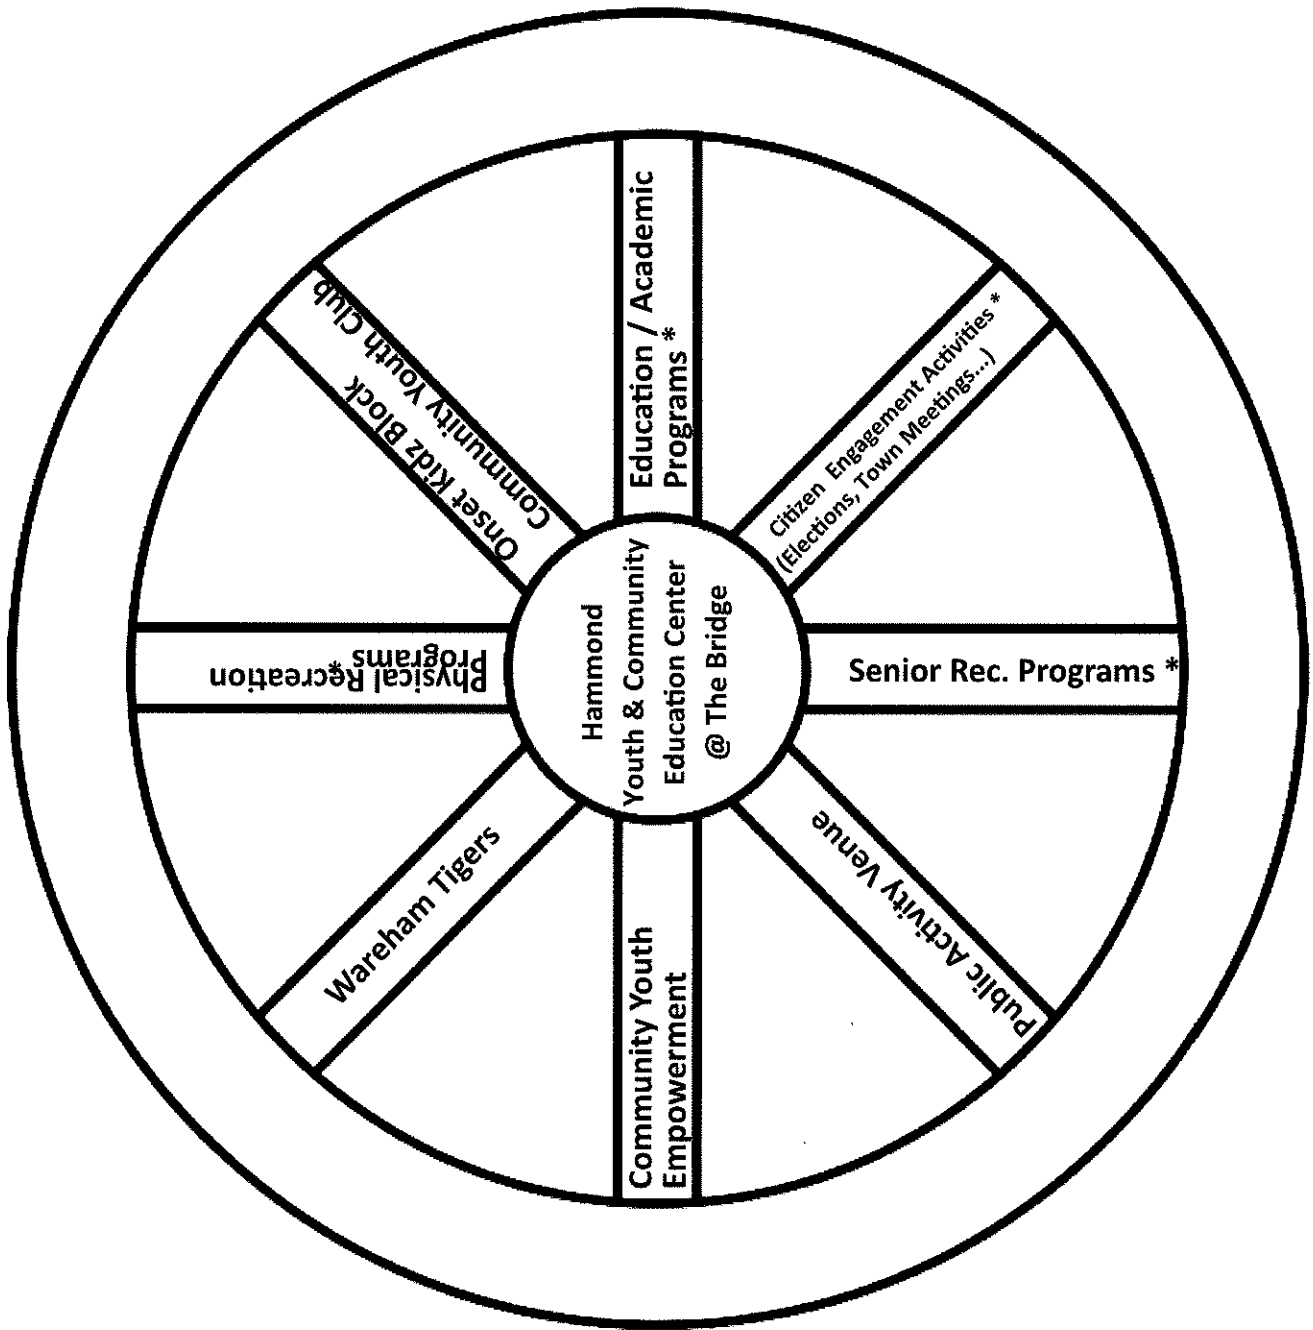 Hammond
Youth & Community
Education Center
@ The Bridge
Education / Academic
Programs *
Citizen Engagement Activities *
(Elections, Town Meetings...)
Senior Rec. Programs *
Public Activity Venue
Community Youth
Empowerment
Wareham Tigers
Physical Recreation
Programs *
Onset Kidz Block
Community Youth Club